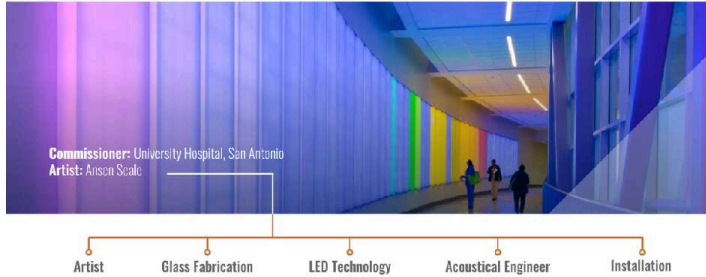 Commissioner: University Hospital, San Antonio
Artist: Ansen Seale
Artist
Glass Fabrication
LED Technology
Acoustical Engineer
Installation